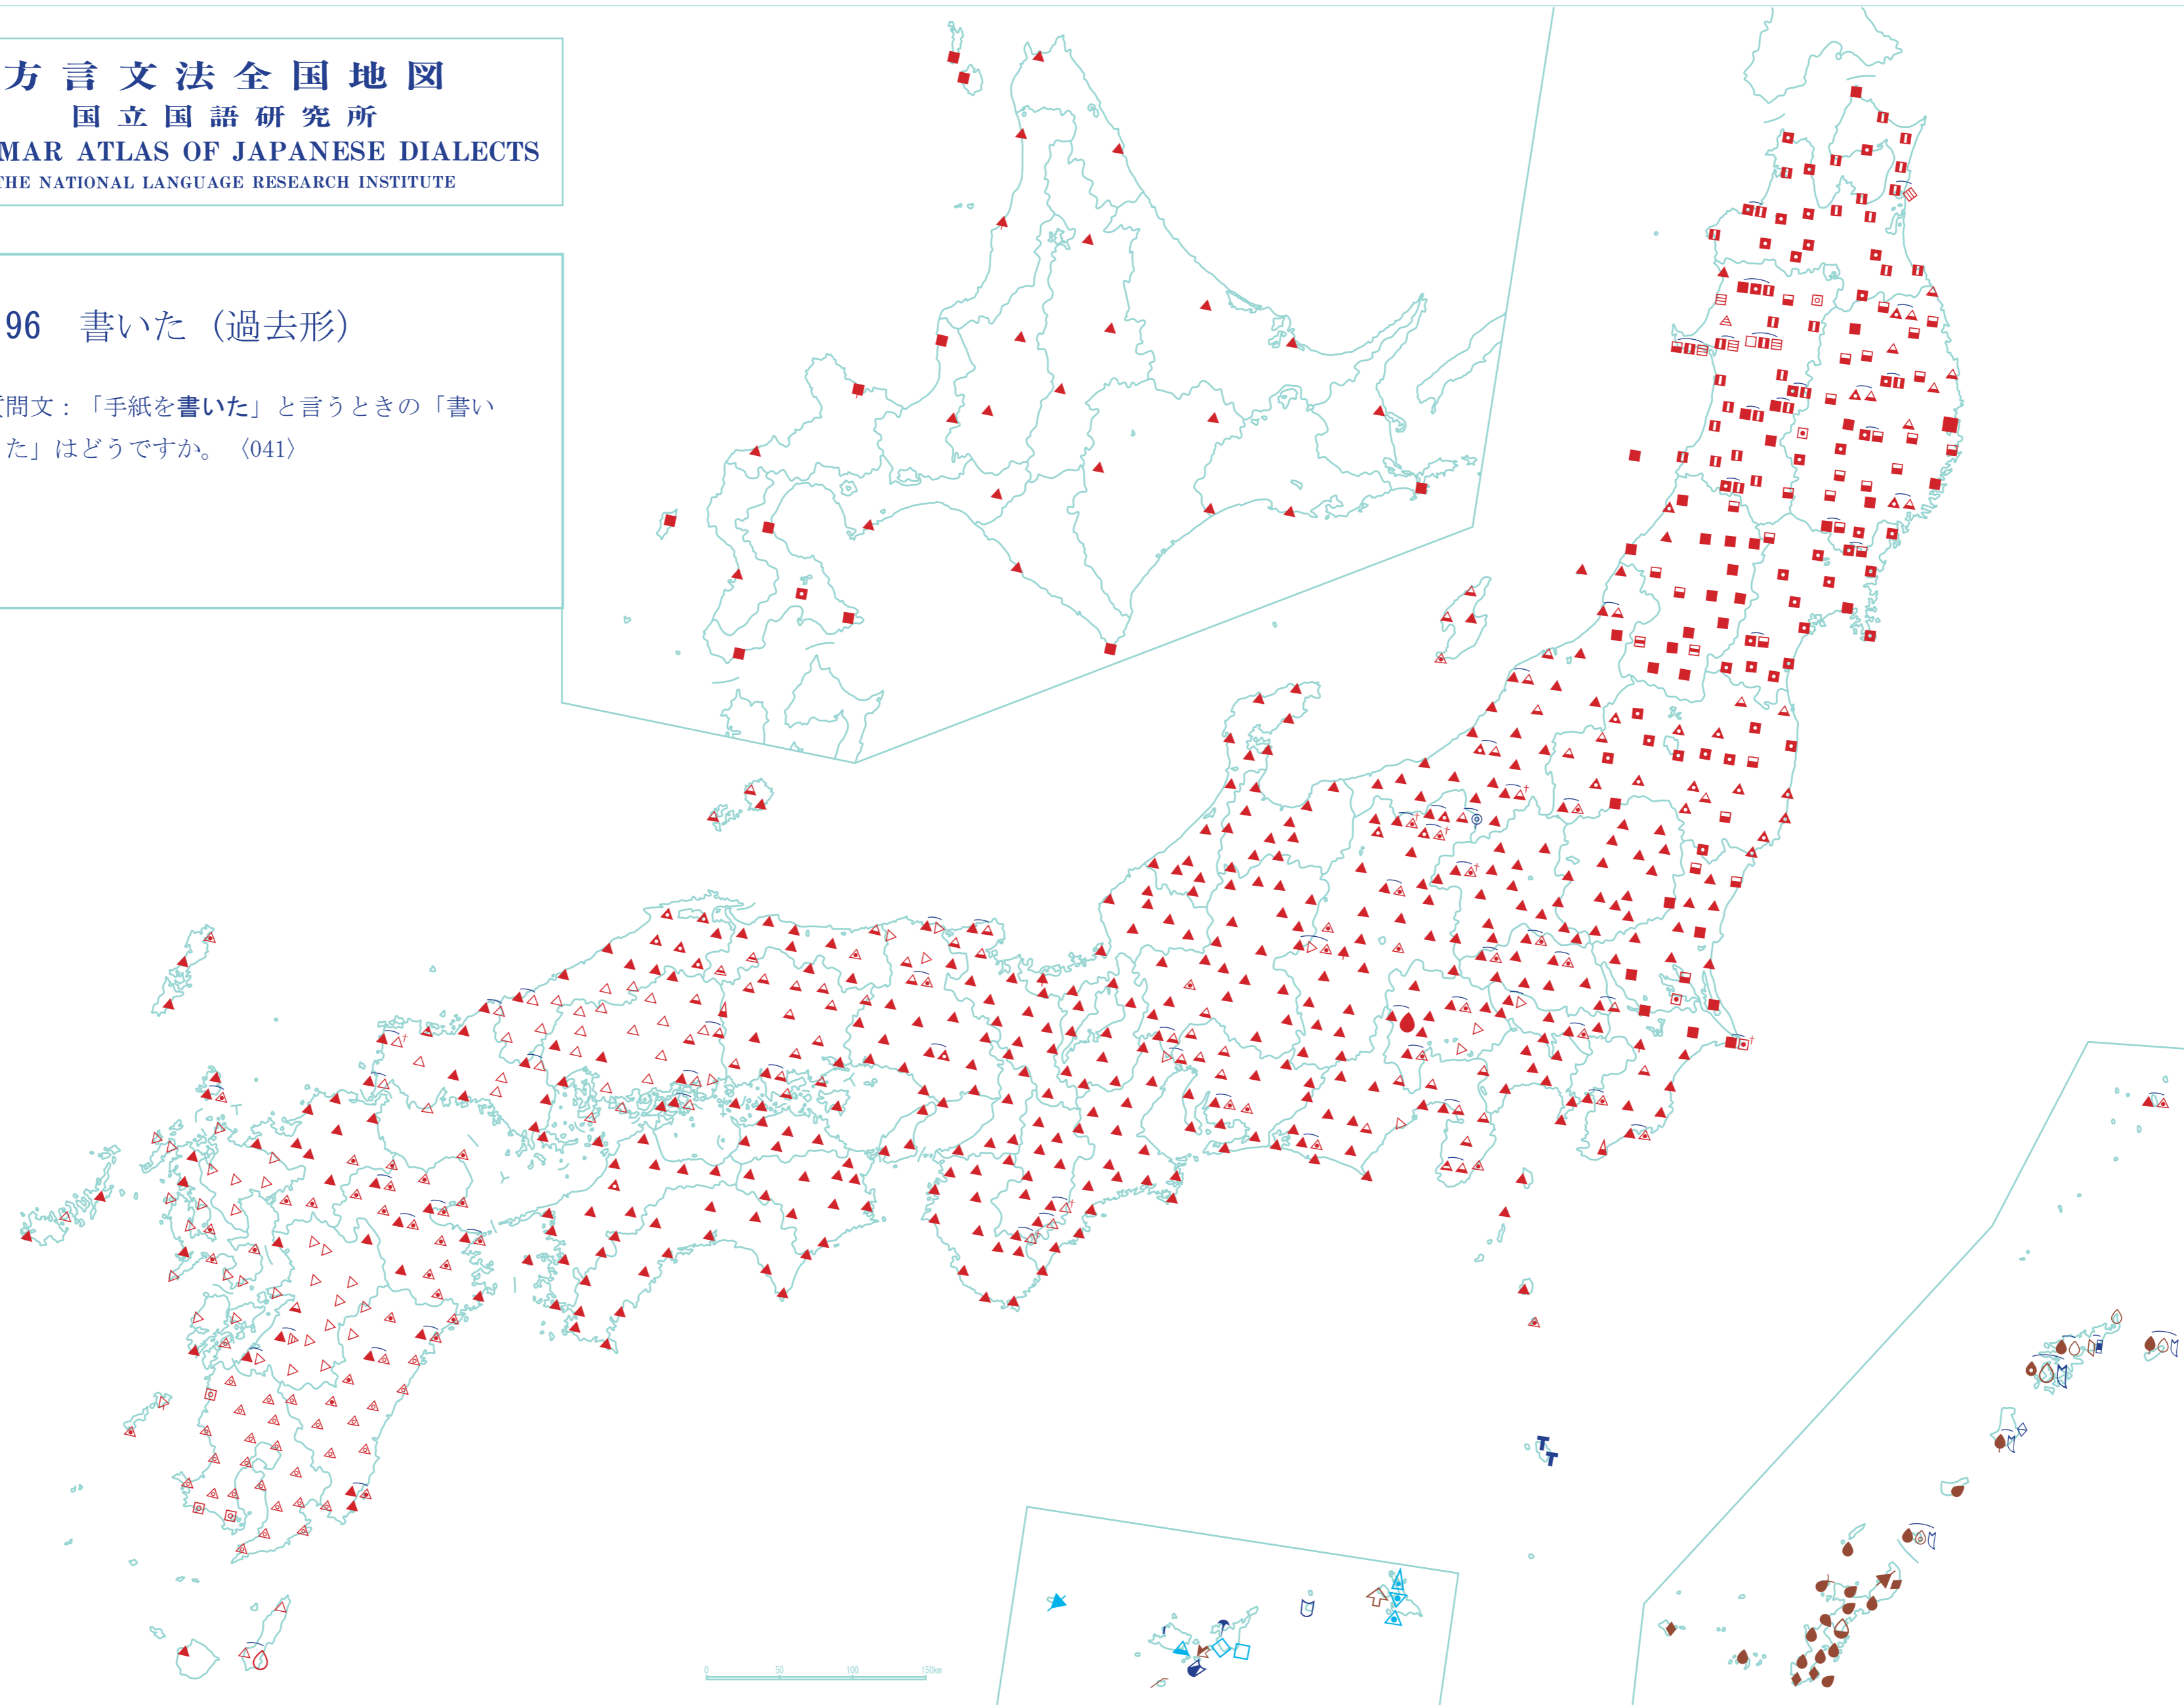 方言文法全国地図
国立国語研究所
MAR ATLAS OF JAPANESE DIALECTS
THE NATIONAL LANGUAGE RESEARCH INSTITUTE
96 書いた（過去形）
質問文：「手紙を書いた」と言うときの「書い
た」はどうですか。〈041〉
0 50 100 150km